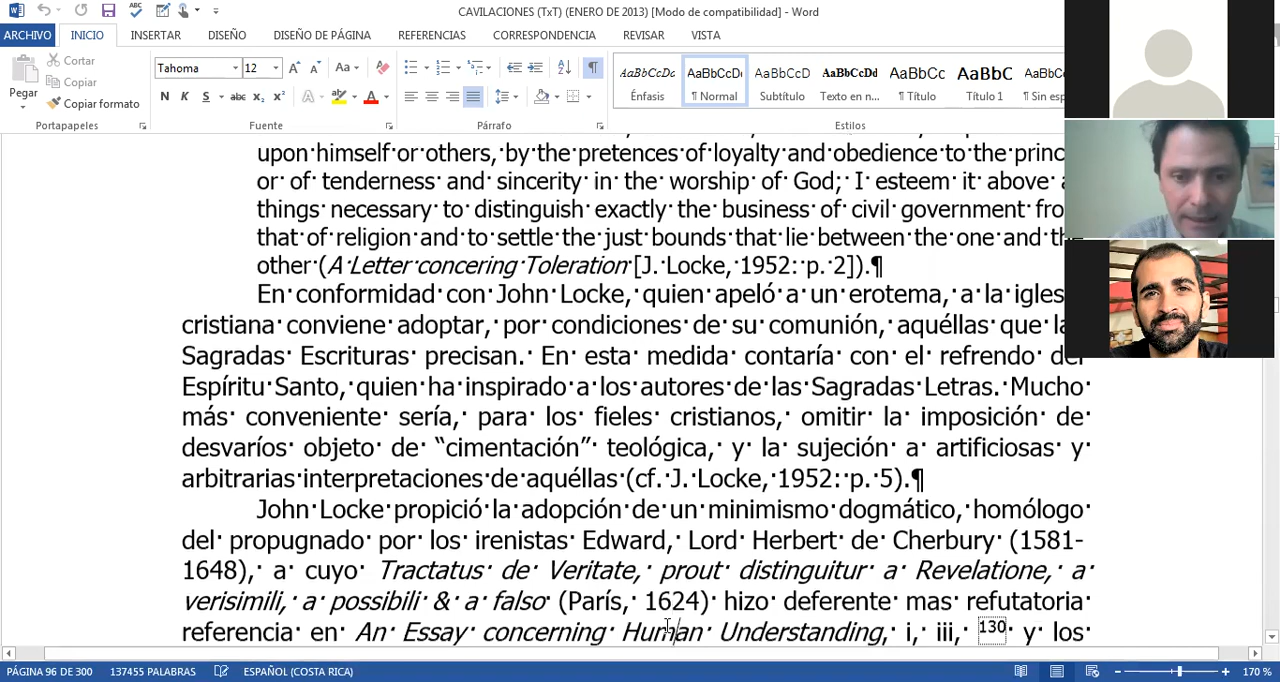 CAVILACIONES (TxT) (ENERO DE 2013) [Modo de compatibilidad] - Word
ARCHIVO INICIO INSERTAR DISEÑO DISEÑO DE PÁGINA REFERENCIAS CORRESPONDENCIA REVISAR VISTA
Pegar
Cortar
Copiar
Copiar formato
Portapapeles
Tahoma 12
N K S abc x₂ x²
Fuente
Párrafo
AaBbCcDc Énfasis
AaBbCcDc ¶ Normal
AaBbCcD Subtítulo
AaBbCcDd Texto en n...
AaBbCc ¶ Título
AaBbC Título 1
AaBbCc ¶ Sin esp
Estilos
upon himself or others, by the pretences of loyalty and obedience to the princ
or of tenderness and sincerity in the worship of God; I esteem it above a
things necessary to distinguish exactly the business of civil government fro
that of religion and to settle the just bounds that lie between the one and the
other (A Letter concering Toleration [J. Locke, 1952: p. 2]).¶
En conformidad con John Locke, quien apeló a un erotema, a la igles
cristiana conviene adoptar, por condiciones de su comunión, aquéllas que la
Sagradas Escrituras precisan. En esta medida contaría con el refrendo del
Espíritu Santo, quien ha inspirado a los autores de las Sagradas Letras. Mucho
más conveniente sería, para los fieles cristianos, omitir la imposición de
desvaríos objeto de “cimentación” teológica, y la sujeción a artificiosas y
arbitrarias interpretaciones de aquéllas (cf. J. Locke, 1952: p. 5).¶
John Locke propició la adopción de un minimismo dogmático, homólogo
del propugnado por los irenistas Edward, Lord Herbert de Cherbury (1581-
1648), a cuyo Tractatus de Veritate, prout distinguitur a Revelatione, a
verisimili, a possibili & a falso (París, 1624) hizo deferente mas refutatoria
referencia en An Essay concerning Human Understanding, i, iii, 130 y los
PÁGINA 96 DE 300 137455 PALABRAS ESPAÑOL (COSTA RICA) 170 %